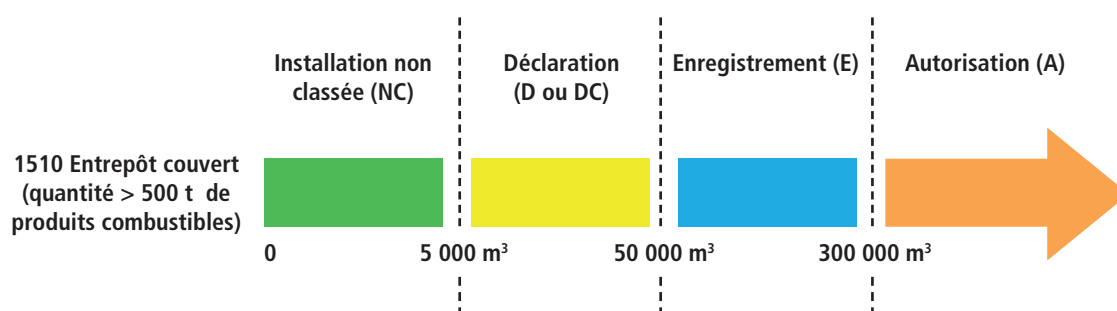 Installation non
classée (NC)
Déclaration
(D ou DC)
Enregistrement (E)
Autorisation (A)
1510 Entrepôt couvert
(quantité > 500 t de
produits combustibles)
0
5 000 m³
50 000 m³
300 000 m³